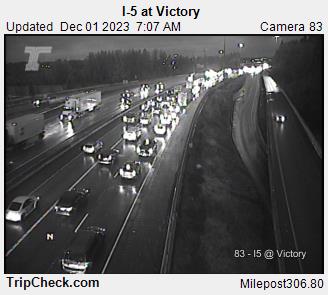 I-5 at Victory
Updated Dec 01 2023 7:07 AM
Camera 83
T
N
83 - I5 @ Victory
TripCheck.com
Milepost306.80